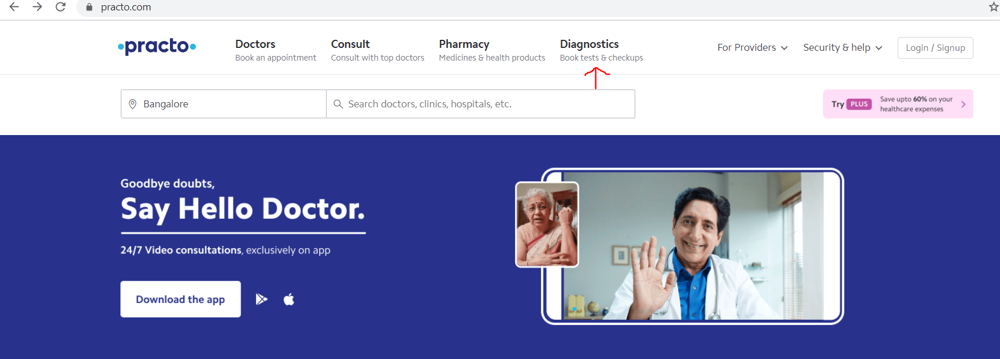 practo.com
practo
Doctors
Book an appointment
Consult
Consult with top doctors
Pharmacy
Medicines & health products
Diagnostics
Book tests & checkups
For Providers
Security & help
Login / Signup
Bangalore
Search doctors, clinics, hospitals, etc.
Try PLUS
Save upto 60% on your
healthcare expenses
Goodbye doubts,
Say Hello Doctor.
24/7 Video consultations, exclusively on app
Download the app